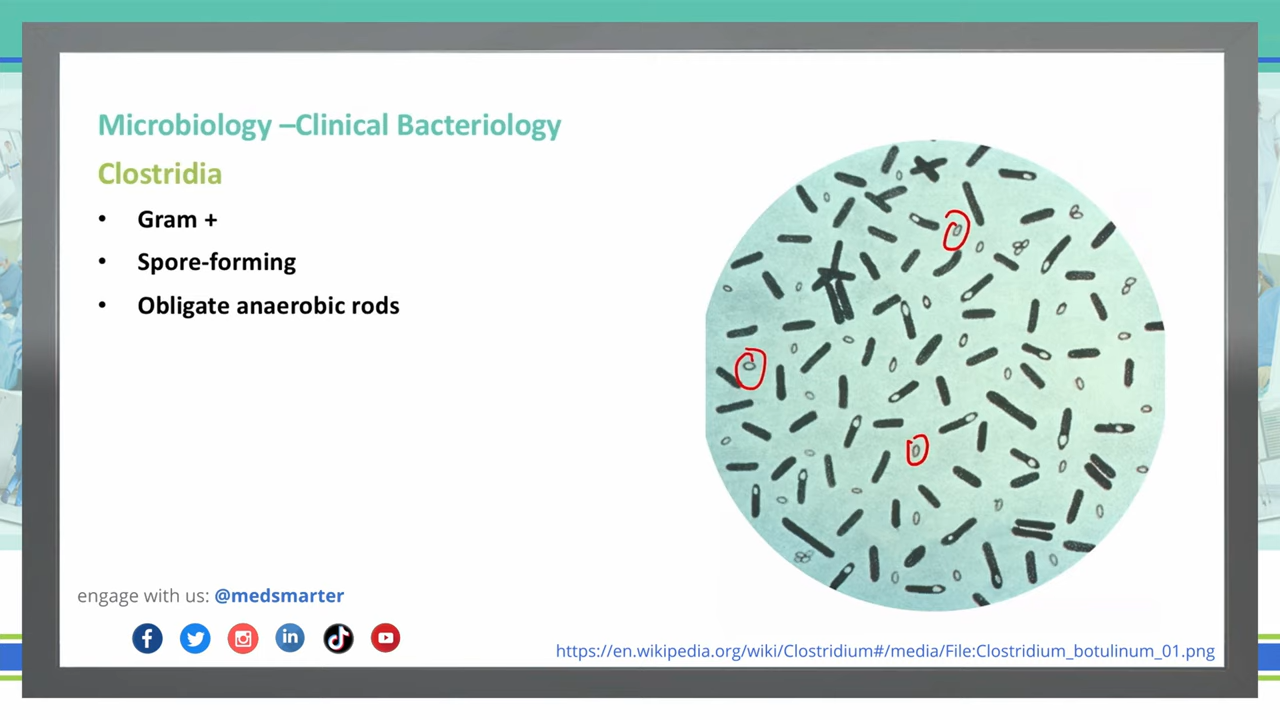 Microbiology –Clinical Bacteriology
Clostridia
• Gram +
• Spore-forming
• Obligate anaerobic rods
engage with us: @medsmarter
https://en.wikipedia.org/wiki/Clostridium#/media/File:Clostridium_botulinum_01.png